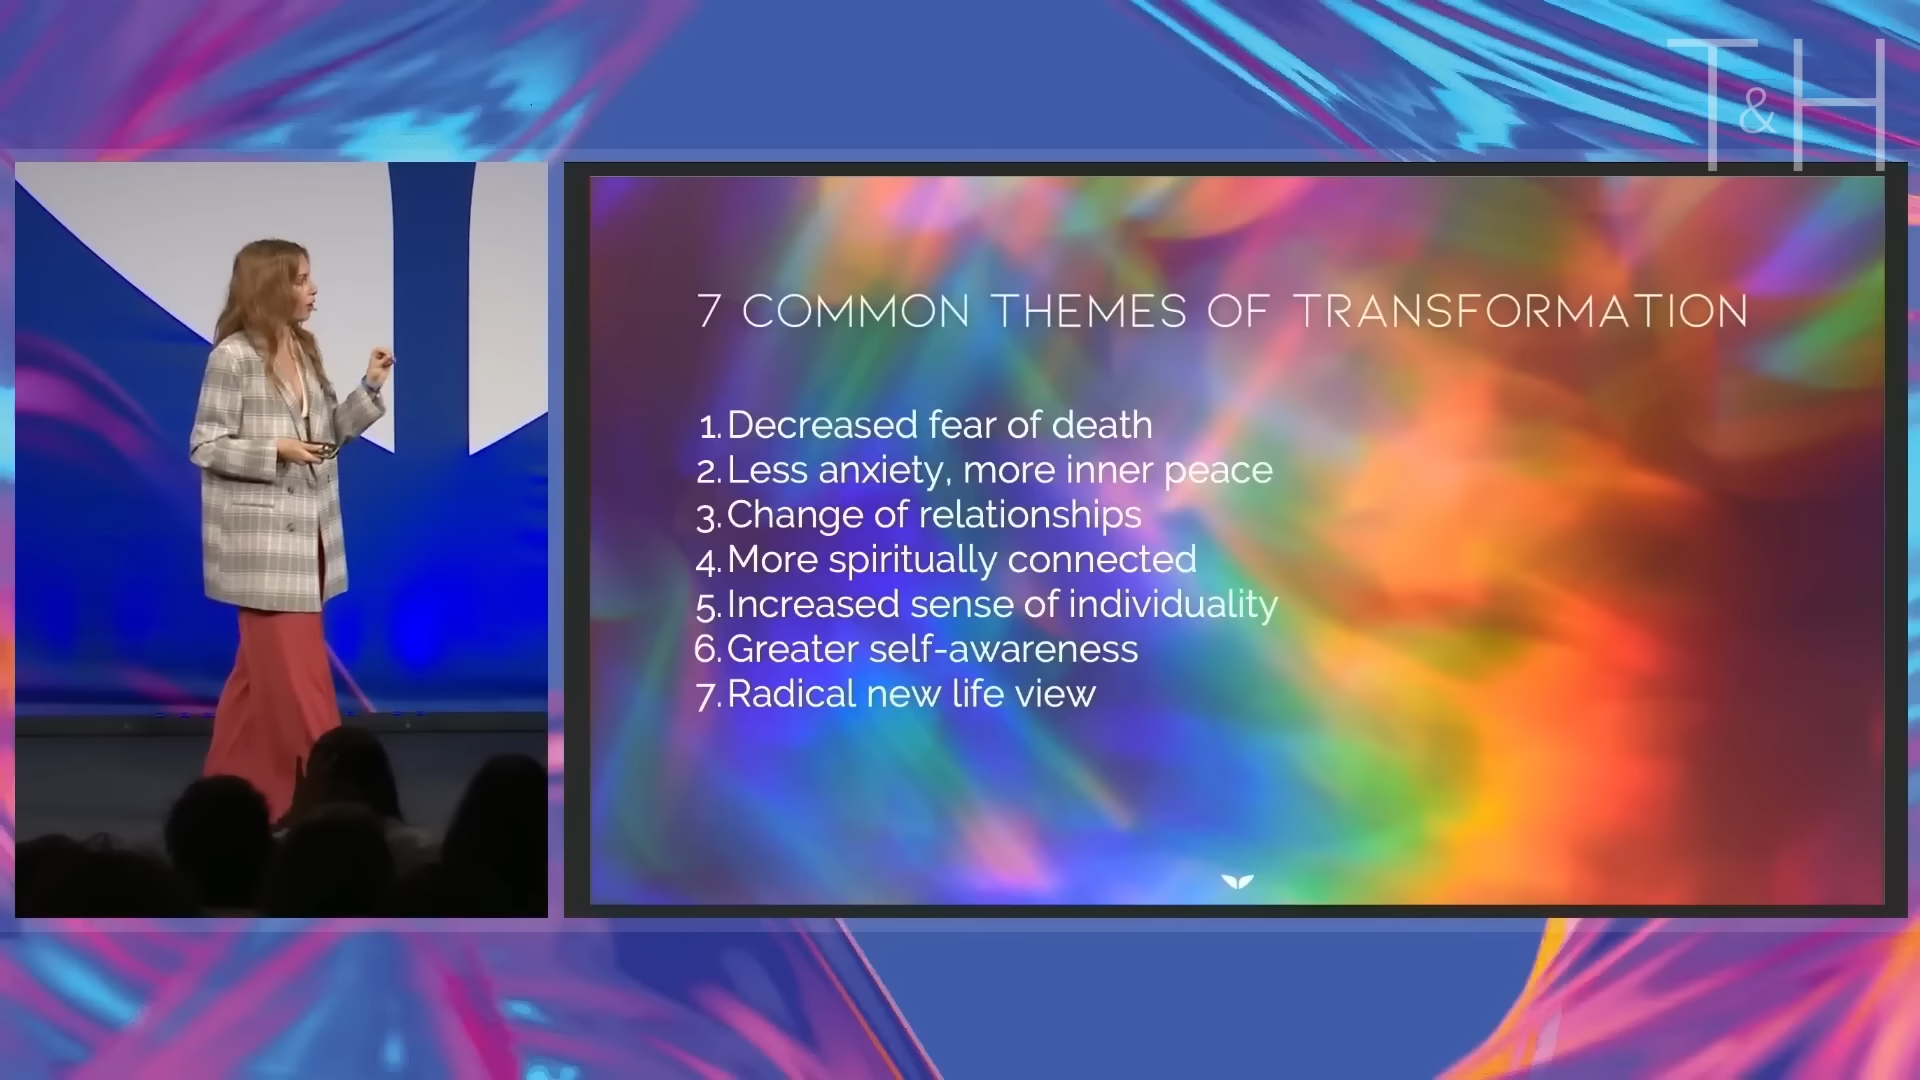 T&H
7 COMMON THEMES OF TRANSFORMATION
1. Decreased fear of death
2. Less anxiety, more inner peace
3. Change of relationships
4. More spiritually connected
5. Increased sense of individuality
6. Greater self-awareness
7. Radical new life view